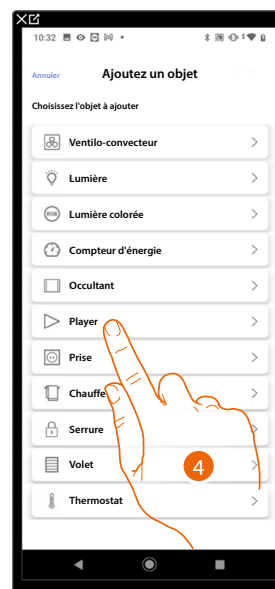 10:32
Annuler
Ajoutez un objet
Choisissez l'objet à ajouter
Ventilo-convecteur
Lumière
RGB
Lumière colorée
Compteur d'énergie
Occultant
Player
Prise
Chauffe
Serrure
Volet
4
Thermostat